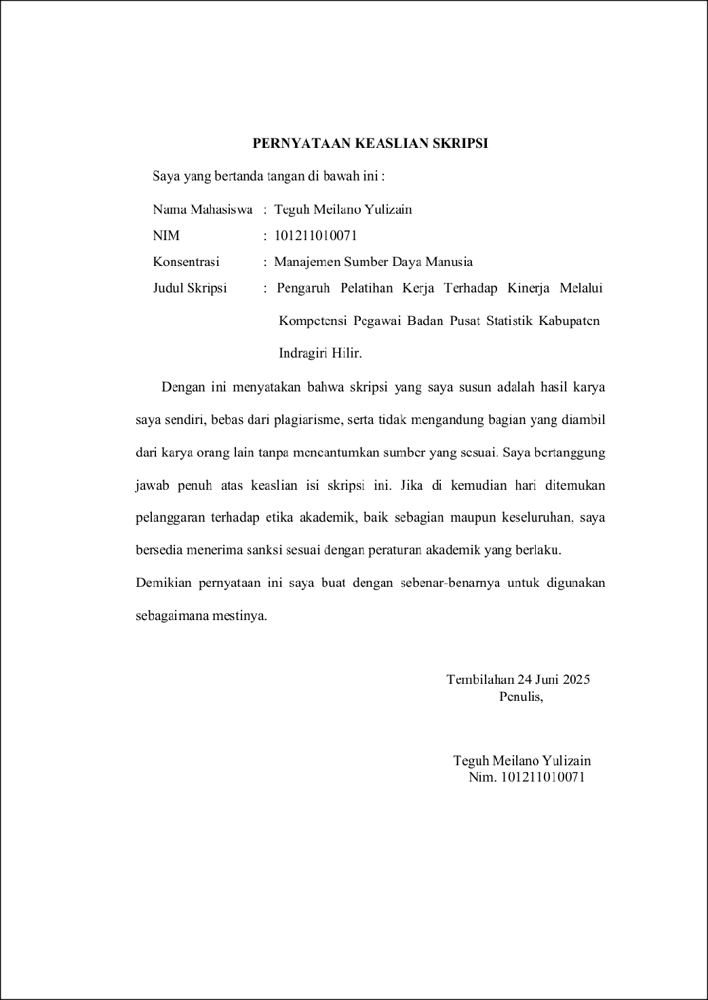 PERNYATAAN KEASLIAN SKRIPSI
Saya yang bertanda tangan di bawah ini :
Nama Mahasiswa : Teguh Meilano Yulizain
NIM : 101211010071
Konsentrasi : Manajemen Sumber Daya Manusia
Judul Skripsi : Pengaruh Pelatihan Kerja Terhadap Kinerja Melalui
Kompetensi Pegawai Badan Pusat Statistik Kabupaten
Indragiri Hilir.
Dengan ini menyatakan bahwa skripsi yang saya susun adalah hasil karya
saya sendiri, bebas dari plagiarisme, serta tidak mengandung bagian yang diambil
dari karya orang lain tanpa mencantumkan sumber yang sesuai. Saya bertanggung
jawab penuh atas keaslian isi skripsi ini. Jika di kemudian hari ditemukan
pelanggaran terhadap etika akademik, baik sebagian maupun keseluruhan, saya
bersedia menerima sanksi sesuai dengan peraturan akademik yang berlaku.
Demikian pernyataan ini saya buat dengan sebenar-benarnya untuk digunakan
sebagaimana mestinya.
Tembilahan 24 Juni 2025
Penulis,
Teguh Meilano Yulizain
Nim. 101211010071